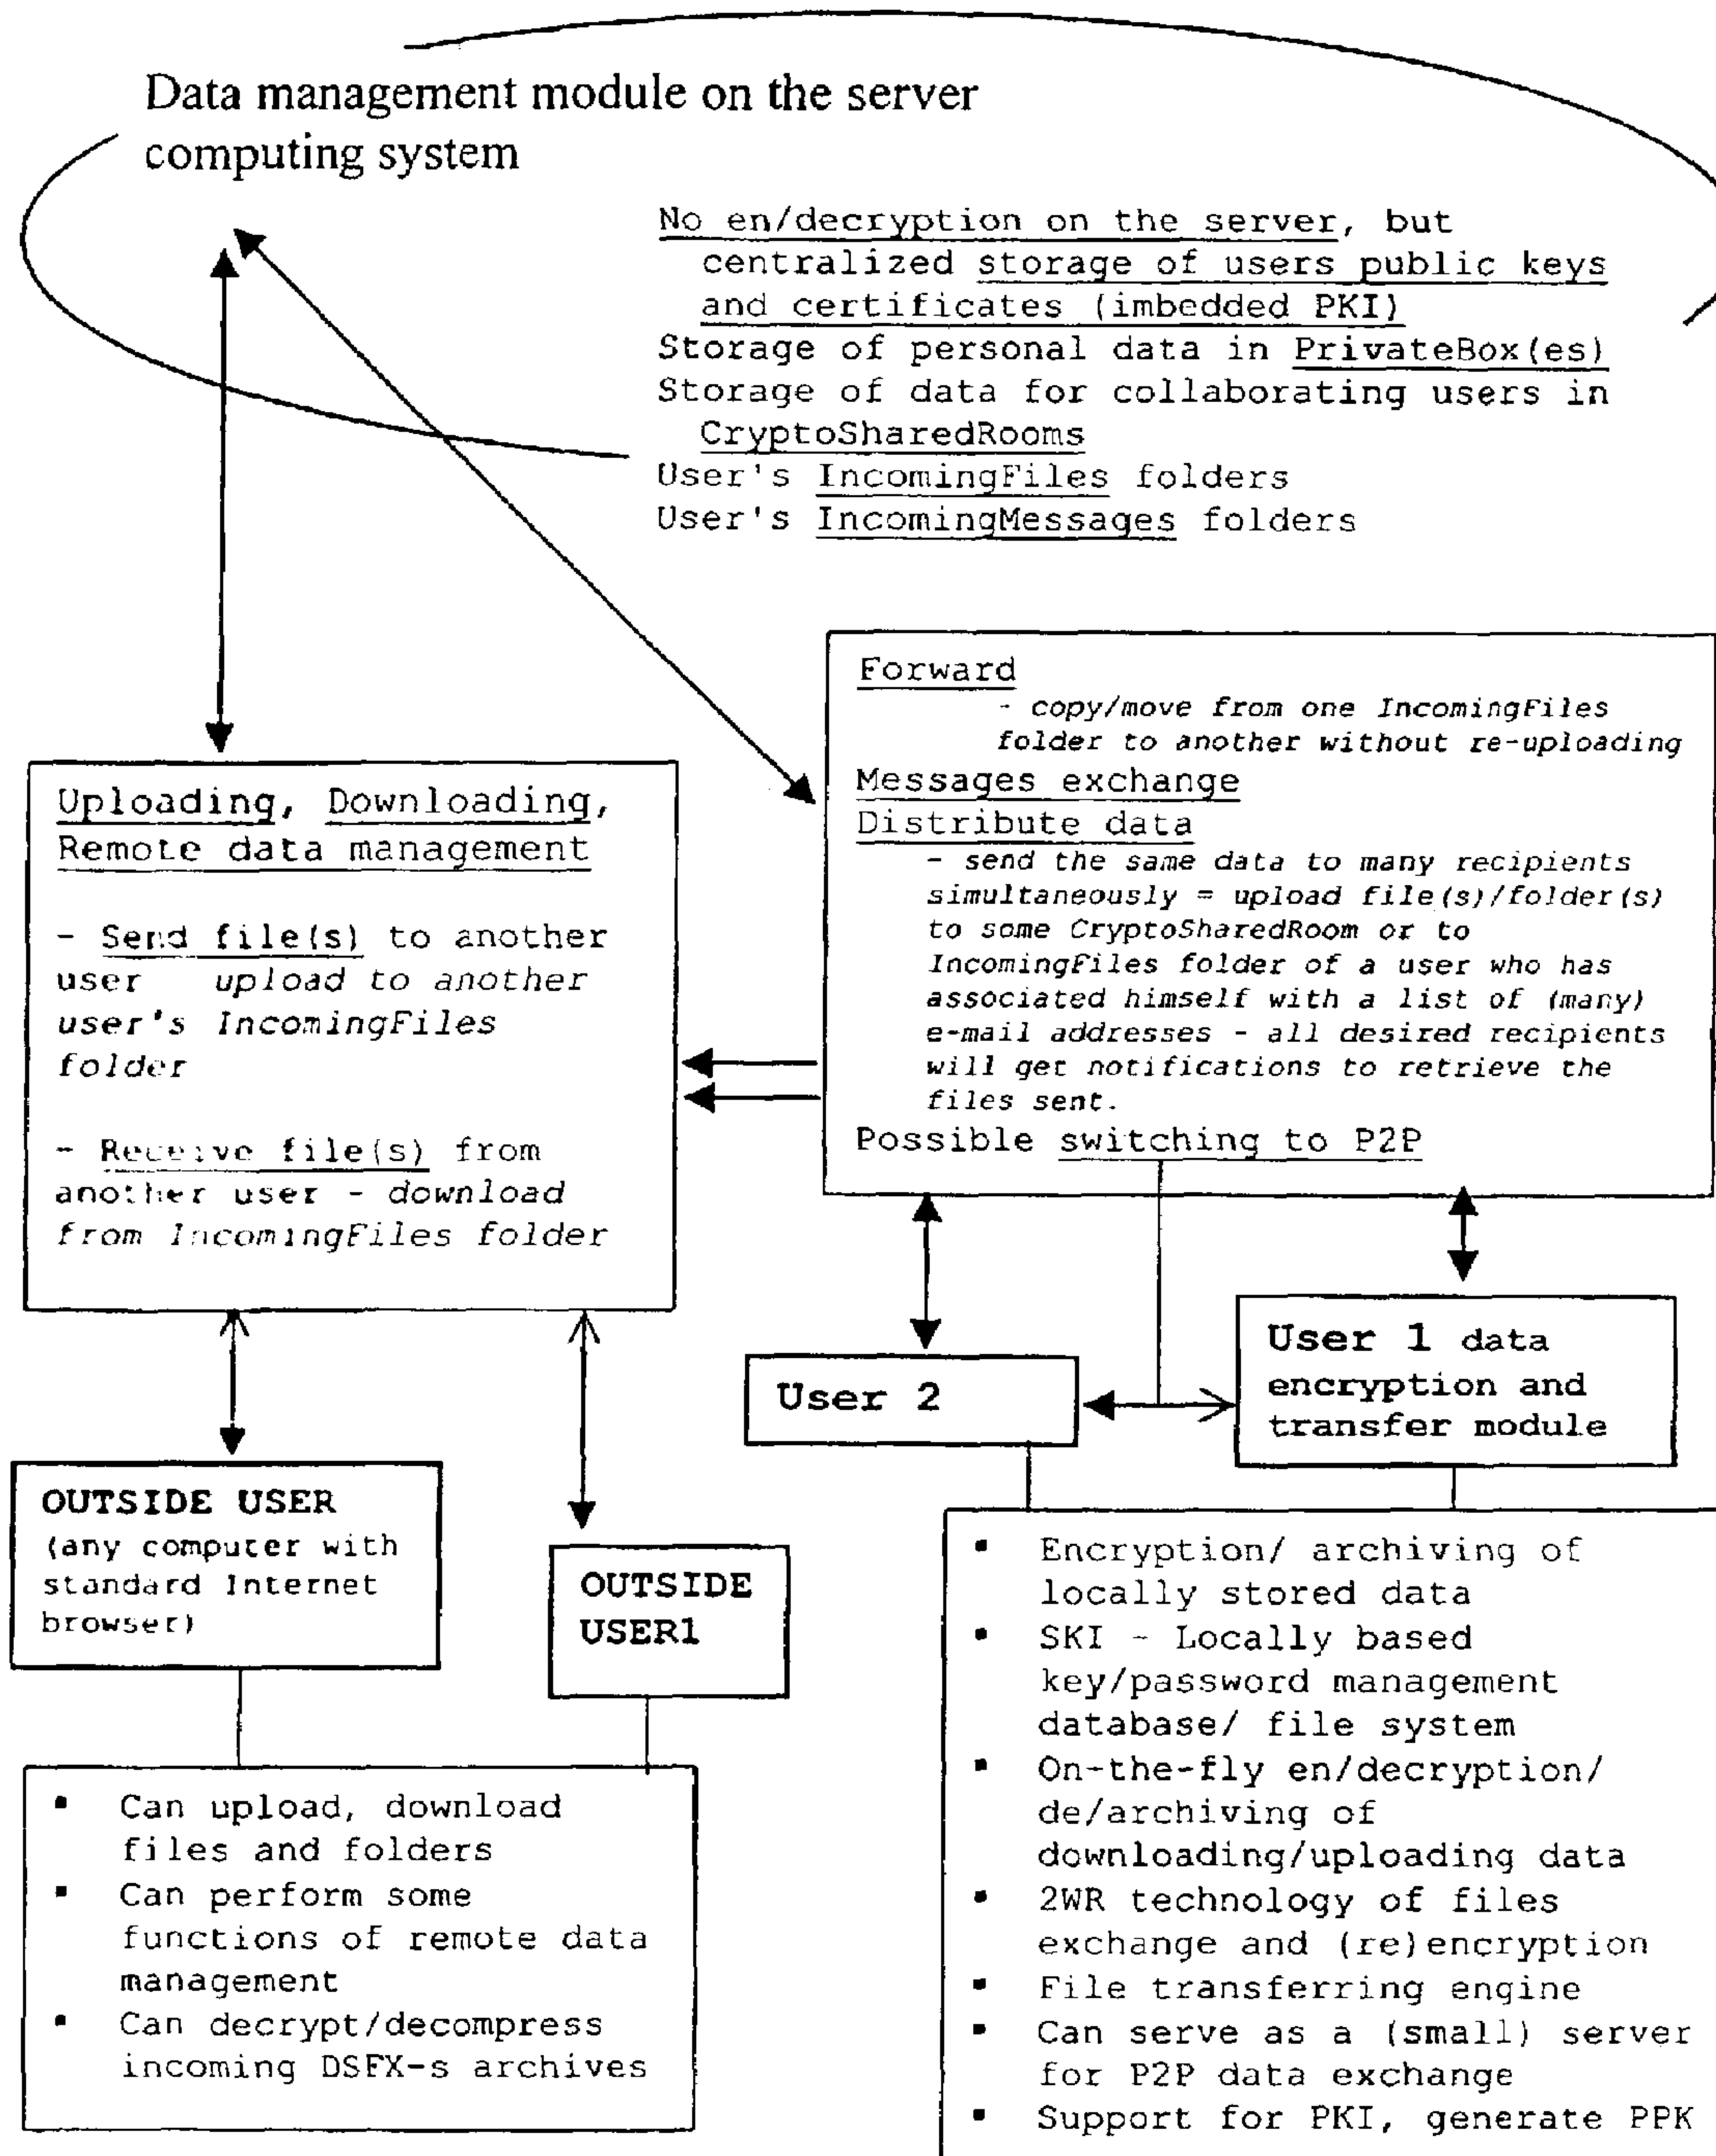 Data management module on the server
computing system
No en/decryption on the server, but
centralized storage of users public keys
and certificates (imbedded PKI)
Storage of personal data in PrivateBox(es)
Storage of data for collaborating users in
CryptoSharedRooms
User's IncomingFiles folders
User's IncomingMessages folders
Forward
- copy/move from one IncomingFiles
folder to another without re-uploading
Messages exchange
Distribute data
- send the same data to many recipients
simultaneously = upload file(s)/folder(s)
to some CryptoSharedRoom or to
IncomingFiles folder of a user who has
associated himself with a list of (many)
e-mail addresses - all desired recipients
will get notifications to retrieve the
files sent.
Possible switching to P2P
Uploading, Downloading,
Remote data management
- Send file(s) to another
user upload to another
user's IncomingFiles
folder
- Receive file(s) from
another user - download
from IncomingFiles folder
User 2
User 1 data
encryption and
transfer module
OUTSIDE USER
(any computer with
standard Internet
browser)
OUTSIDE
USER1
▪ Can upload, download
files and folders
▪ Can perform some
functions of remote data
management
▪ Can decrypt/decompress
incoming DSFX-s archives
▪ Encryption/ archiving of
locally stored data
▪ SKI - Locally based
key/password management
database/ file system
▪ On-the-fly en/decryption/
de/archiving of
downloading/uploading data
▪ 2WR technology of files
exchange and (re)encryption
▪ File transferring engine
▪ Can serve as a (small) server
for P2P data exchange
▪ Support for PKI, generate PPK